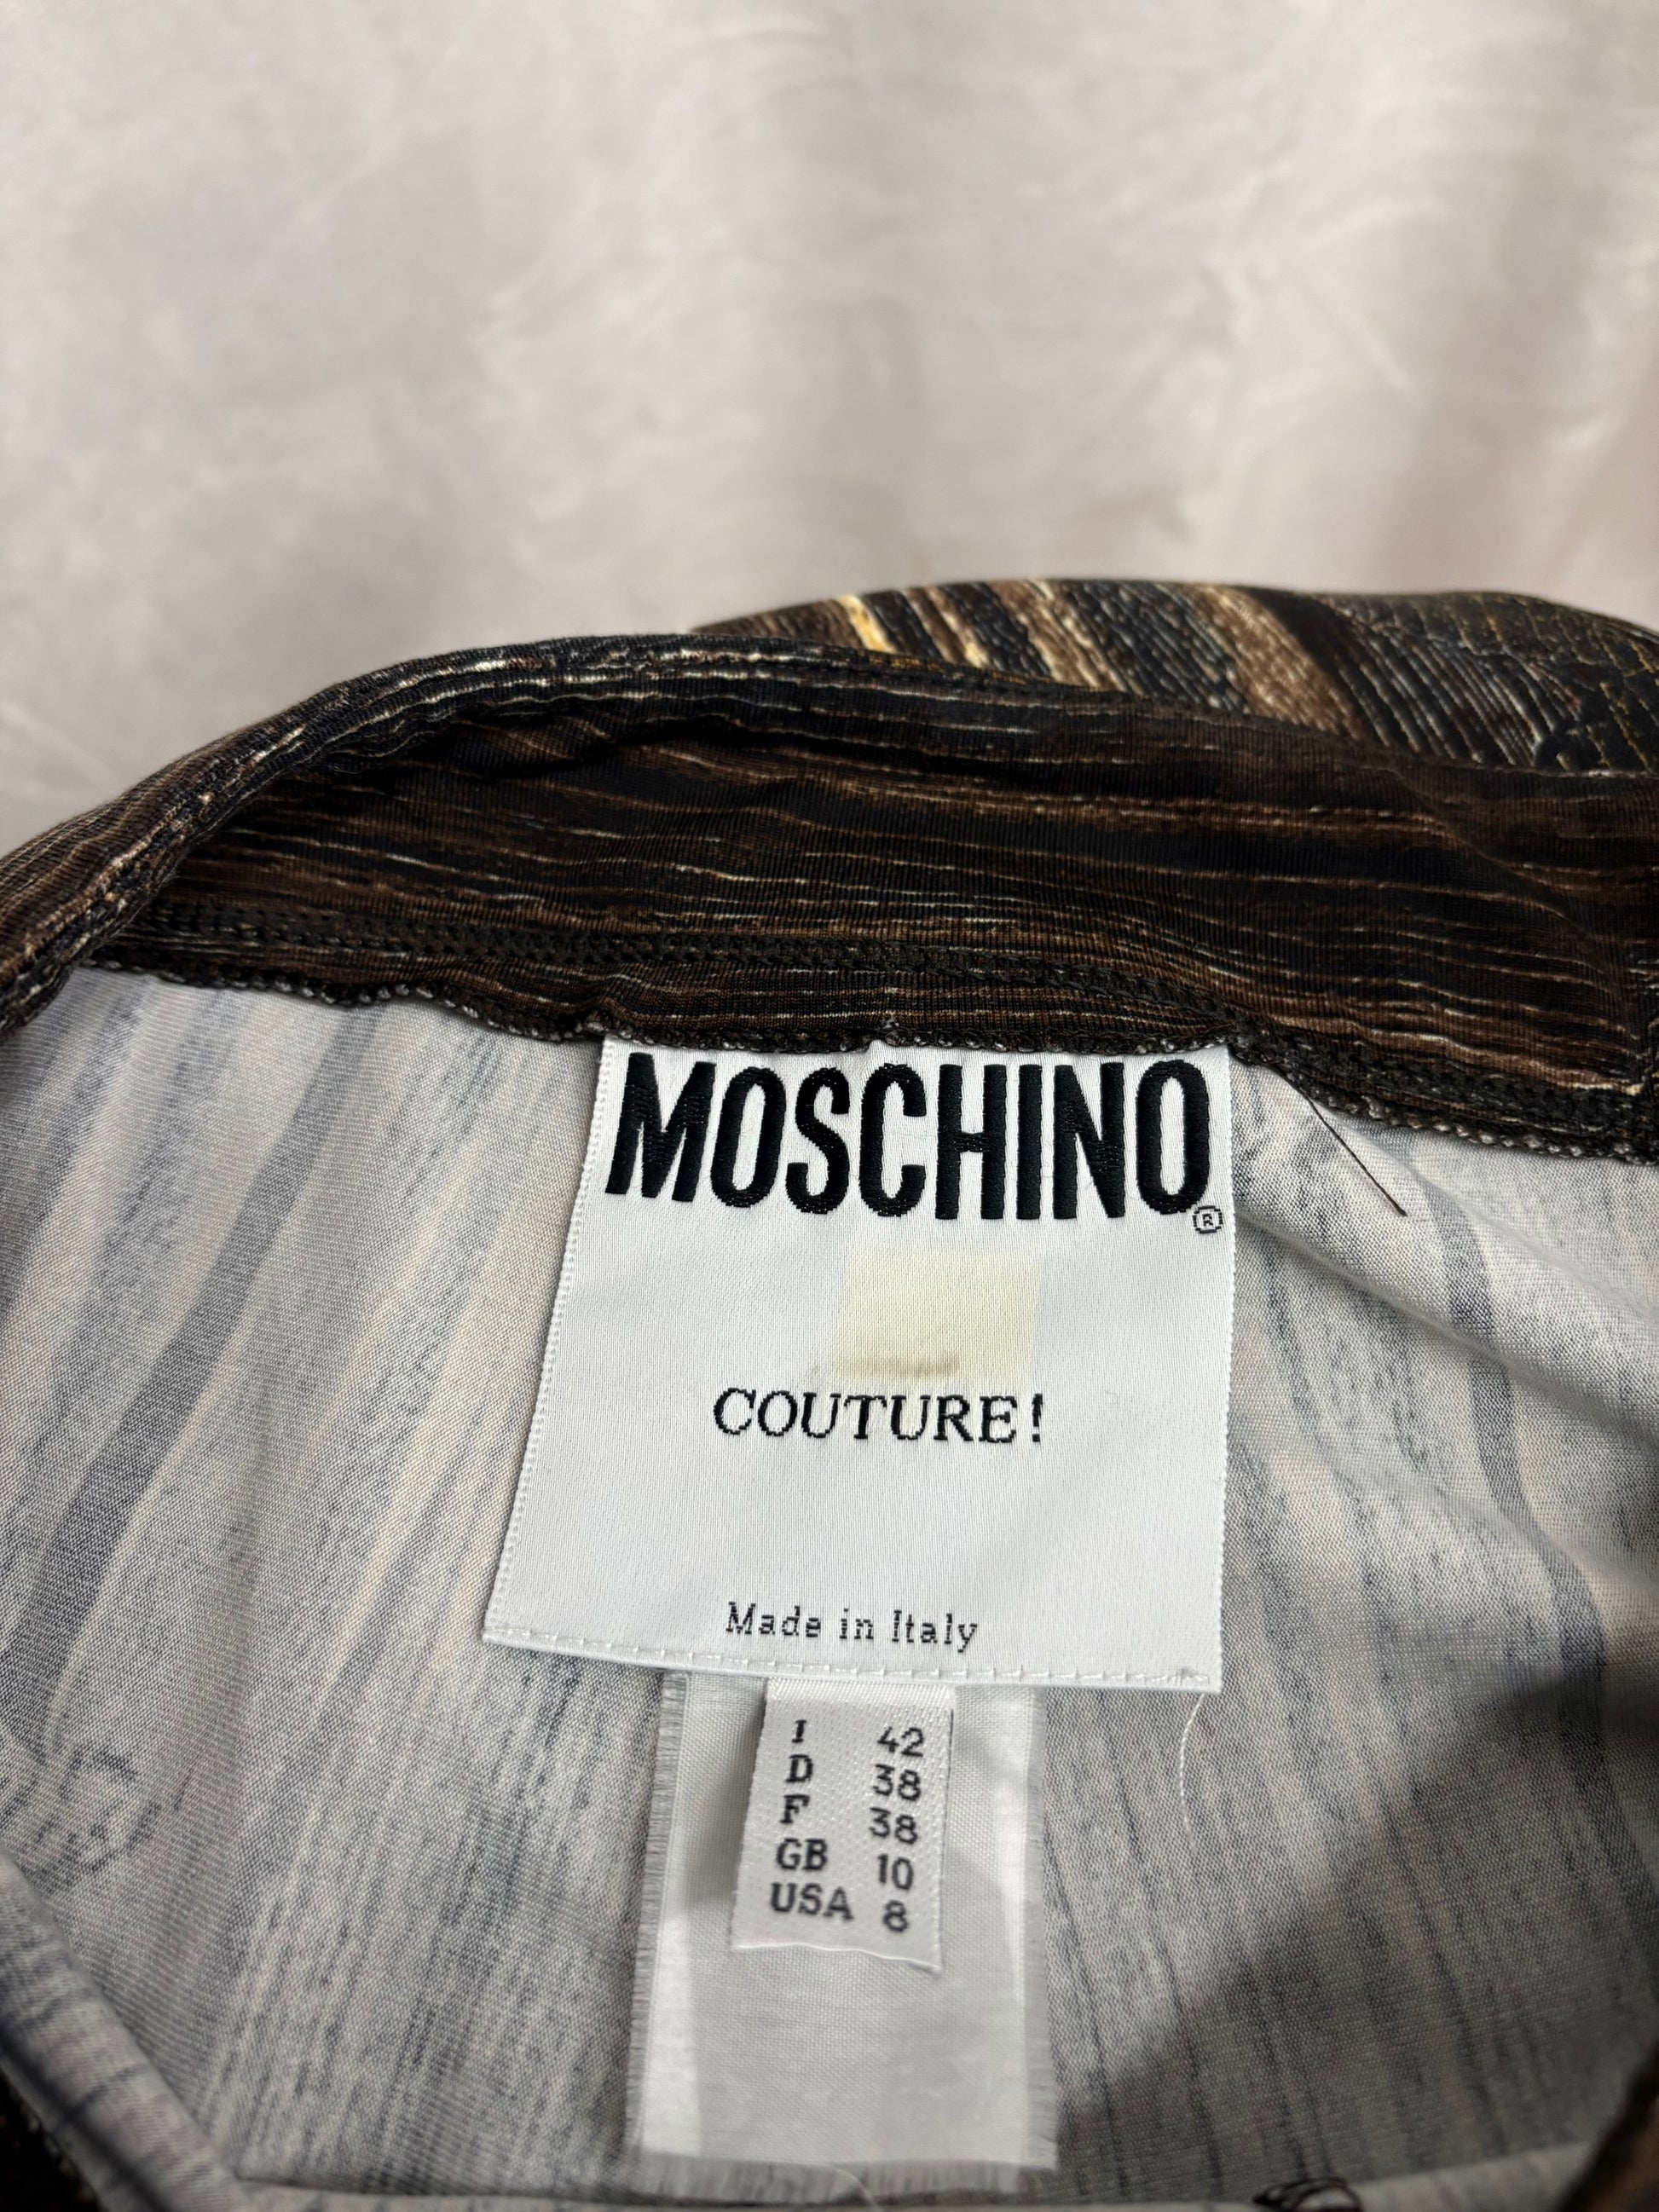 MOSCHINO®
COUTURE!
Made in Italy
I 42
D 38
F 38
GB 10
USA 8